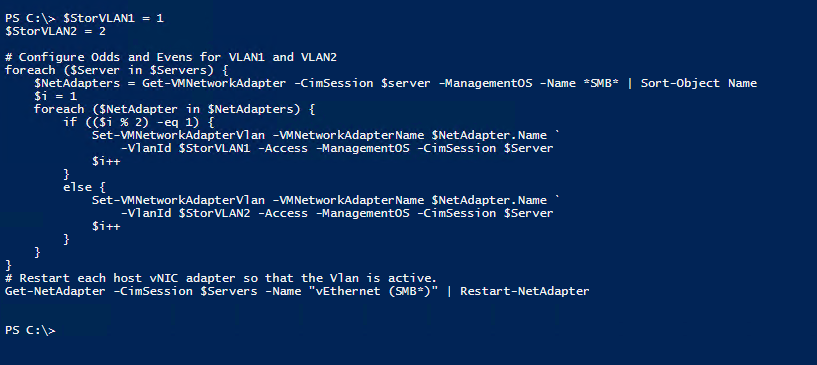 PS C:\> $StorVLAN1 = 1
$StorVLAN2 = 2

# Configure Odds and Evens for VLAN1 and VLAN2
foreach ($Server in $Servers) {
    $NetAdapters = Get-VMNetworkAdapter -CimSession $server -ManagementOS -Name *SMB* | Sort-Object Name
    $i = 1
    foreach ($NetAdapter in $NetAdapters) {
        if (($i % 2) -eq 1) {
            Set-VMNetworkAdapterVlan -VMNetworkAdapterName $NetAdapter.Name `
                -VlanId $StorVLAN1 -Access -ManagementOS -CimSession $Server
            $i++
        }
        else {
            Set-VMNetworkAdapterVlan -VMNetworkAdapterName $NetAdapter.Name `
                -VlanId $StorVLAN2 -Access -ManagementOS -CimSession $Server
            $i++
        }
    }
}
# Restart each host vNIC adapter so that the Vlan is active.
Get-NetAdapter -CimSession $Servers -Name "vEthernet (SMB*)" | Restart-NetAdapter

PS C:\>